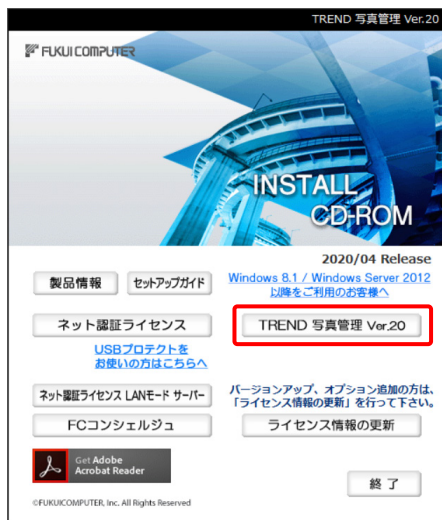 TREND 写真管理 Ver.20
FUKUI COMPUTER
INSTALL
CD-ROM
2020/04 Release
製品情報
セットアップガイド
Windows 8.1 / Windows Server 2012
以降をご利用のお客様へ
ネット認証ライセンス
TREND 写真管理 Ver.20
USBプロテクトを
お使いの方はこちらへ
ネット認証ライセンス LANモード サーバー
バージョンアップ、オプション追加の方は、
「ライセンス情報の更新」を行って下さい。
FCコンシェルジュ
ライセンス情報の更新
Get Adobe
Acrobat Reader
終了
©FUKUICOMPUTER, Inc. All Rights Reserved